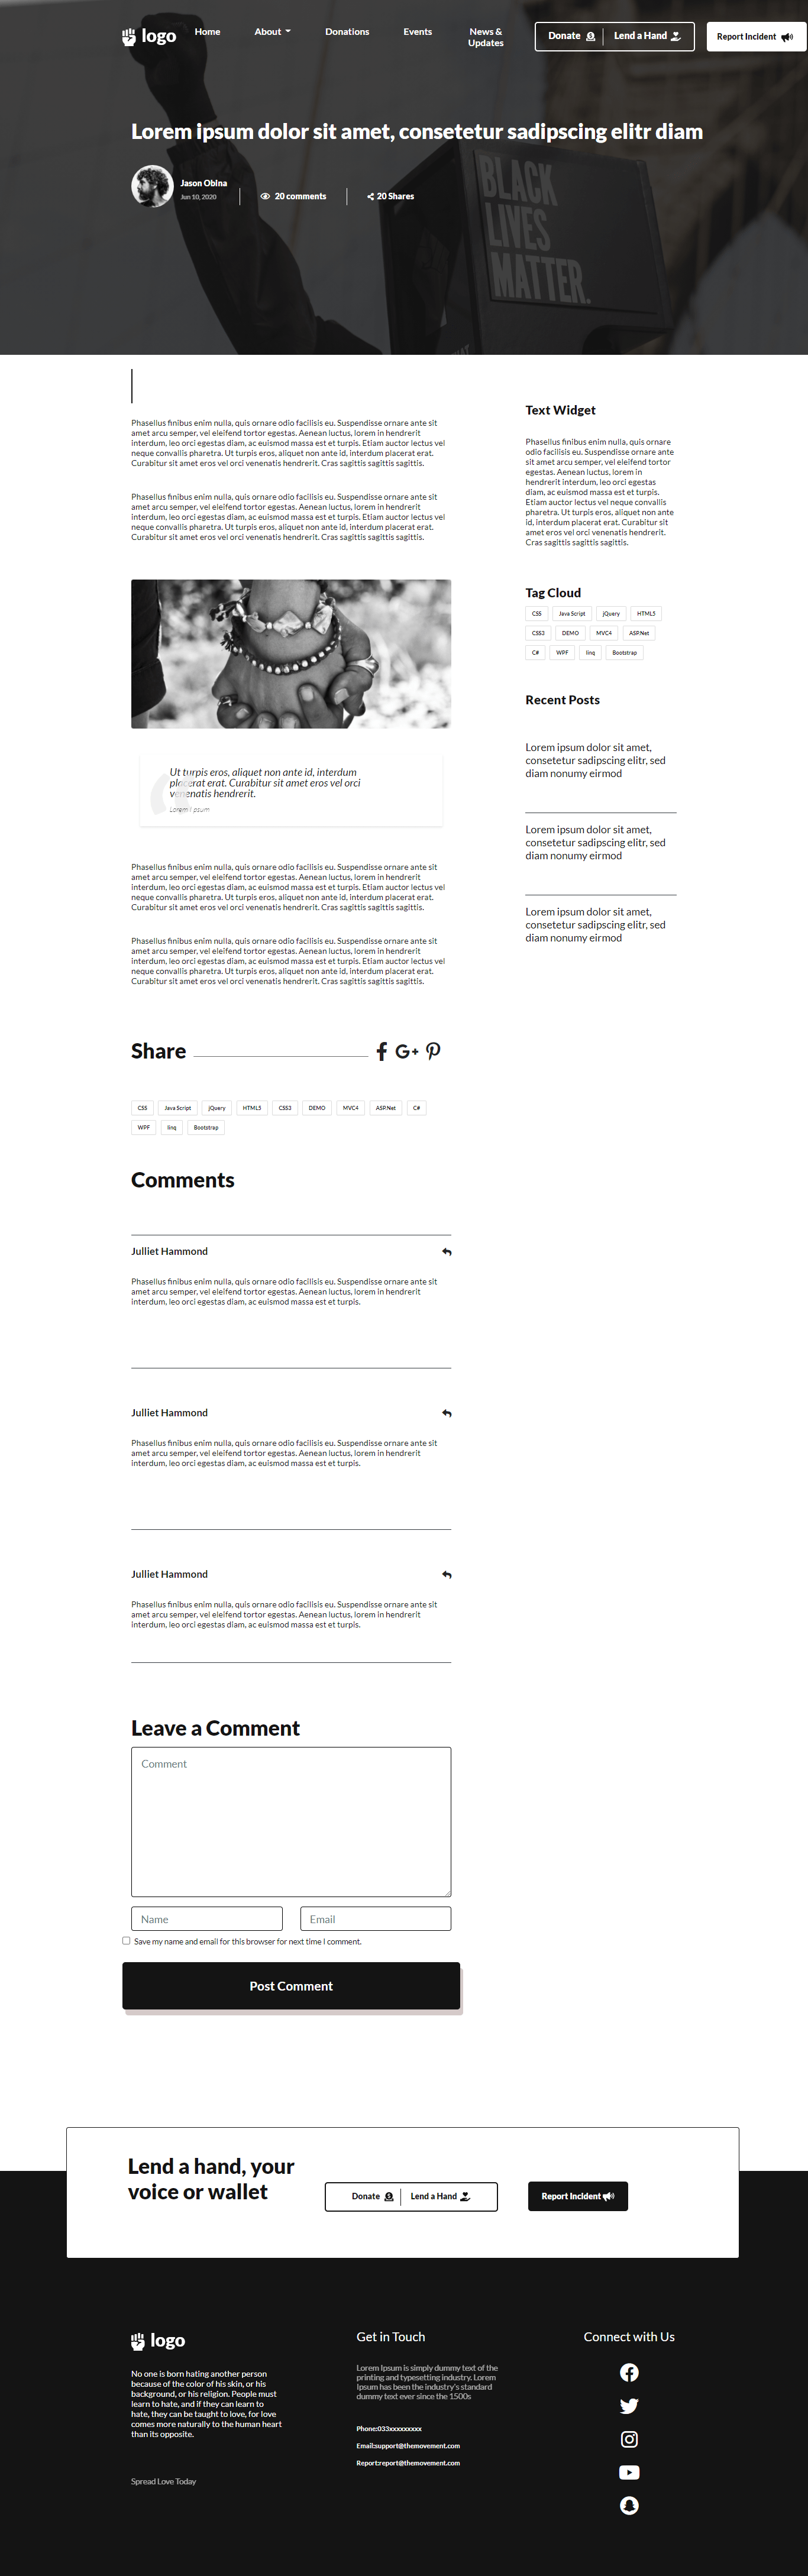 logo
Home
About
Donations
Events
News &
Updates
Donate
Lend a Hand
Report Incident
Lorem ipsum dolor sit amet, consetetur sadipscing elitr diam
Jason Obina
Jun 10, 2020
20 comments
20 Shares
BLACK
LIVES
MATTER.
Phasellus finibus enim nulla, quis ornare odio facilisis eu. Suspendisse ornare ante sit
amet arcu semper, vel eleifend tortor egestas. Aenean luctus, lorem in hendrerit
interdum, leo orci egestas diam, ac euismod massa est et turpis. Etiam auctor lectus vel
neque convallis pharetra. Ut turpis eros, aliquet non ante id, interdum placerat erat.
Curabitur sit amet eros vel orci venenatis hendrerit. Cras sagittis sagittis sagittis.
Phasellus finibus enim nulla, quis ornare odio facilisis eu. Suspendisse ornare ante sit
amet arcu semper, vel eleifend tortor egestas. Aenean luctus, lorem in hendrerit
interdum, leo orci egestas diam, ac euismod massa est et turpis. Etiam auctor lectus vel
neque convallis pharetra. Ut turpis eros, aliquet non ante id, interdum placerat erat.
Curabitur sit amet eros vel orci venenatis hendrerit. Cras sagittis sagittis sagittis.
Ut turpis eros, aliquet non ante id, interdum
placerat erat. Curabitur sit amet eros vel orci
venenatis hendrerit.
Lorem Ipsum
Phasellus finibus enim nulla, quis ornare odio facilisis eu. Suspendisse ornare ante sit
amet arcu semper, vel eleifend tortor egestas. Aenean luctus, lorem in hendrerit
interdum, leo orci egestas diam, ac euismod massa est et turpis. Etiam auctor lectus vel
neque convallis pharetra. Ut turpis eros, aliquet non ante id, interdum placerat erat.
Curabitur sit amet eros vel orci venenatis hendrerit. Cras sagittis sagittis sagittis.
Phasellus finibus enim nulla, quis ornare odio facilisis eu. Suspendisse ornare ante sit
amet arcu semper, vel eleifend tortor egestas. Aenean luctus, lorem in hendrerit
interdum, leo orci egestas diam, ac euismod massa est et turpis. Etiam auctor lectus vel
neque convallis pharetra. Ut turpis eros, aliquet non ante id, interdum placerat erat.
Curabitur sit amet eros vel orci venenatis hendrerit. Cras sagittis sagittis sagittis.
Share
CSS Java Script jQuery HTML5 CSS3 DEMO MVC4 ASP.Net C#
WPF linq Bootstrap
Comments
Julliet Hammond
Phasellus finibus enim nulla, quis ornare odio facilisis eu. Suspendisse ornare ante sit
amet arcu semper, vel eleifend tortor egestas. Aenean luctus, lorem in hendrerit
interdum, leo orci egestas diam, ac euismod massa est et turpis.
Julliet Hammond
Phasellus finibus enim nulla, quis ornare odio facilisis eu. Suspendisse ornare ante sit
amet arcu semper, vel eleifend tortor egestas. Aenean luctus, lorem in hendrerit
interdum, leo orci egestas diam, ac euismod massa est et turpis.
Julliet Hammond
Phasellus finibus enim nulla, quis ornare odio facilisis eu. Suspendisse ornare ante sit
amet arcu semper, vel eleifend tortor egestas. Aenean luctus, lorem in hendrerit
interdum, leo orci egestas diam, ac euismod massa est et turpis.
Leave a Comment
Comment
Name
Email
Save my name and email for this browser for next time I comment.
Post Comment
Text Widget
Phasellus finibus enim nulla, quis ornare
odio facilisis eu. Suspendisse ornare ante
sit amet arcu semper, vel eleifend tortor
egestas. Aenean luctus, lorem in
hendrerit interdum, leo orci egestas
diam, ac euismod massa est et turpis.
Etiam auctor lectus vel neque convallis
pharetra. Ut turpis eros, aliquet non ante
id, interdum placerat erat. Curabitur sit
amet eros vel orci venenatis hendrerit.
Cras sagittis sagittis sagittis.
Tag Cloud
CSS Java Script jQuery HTML5
CSS3 DEMO MVC4 ASP.Net
C# WPF linq Bootstrap
Recent Posts
Lorem ipsum dolor sit amet,
consetetur sadipscing elitr, sed
diam nonumy eirmod
Lorem ipsum dolor sit amet,
consetetur sadipscing elitr, sed
diam nonumy eirmod
Lorem ipsum dolor sit amet,
consetetur sadipscing elitr, sed
diam nonumy eirmod
Lend a hand, your
voice or wallet
Donate
Lend a Hand
Report Incident
logo
No one is born hating another person
because of the color of his skin, or his
background, or his religion. People must
learn to hate, and if they can learn to
hate, they can be taught to love, for love
comes more naturally to the human heart
than its opposite.
Spread Love Today
Get in Touch
Lorem Ipsum is simply dummy text of the
printing and typesetting industry. Lorem
Ipsum has been the industry's standard
dummy text ever since the 1500s
Phone:033xxxxxxxxx
Email:support@themovement.com
Report:report@themovement.com
Connect with Us